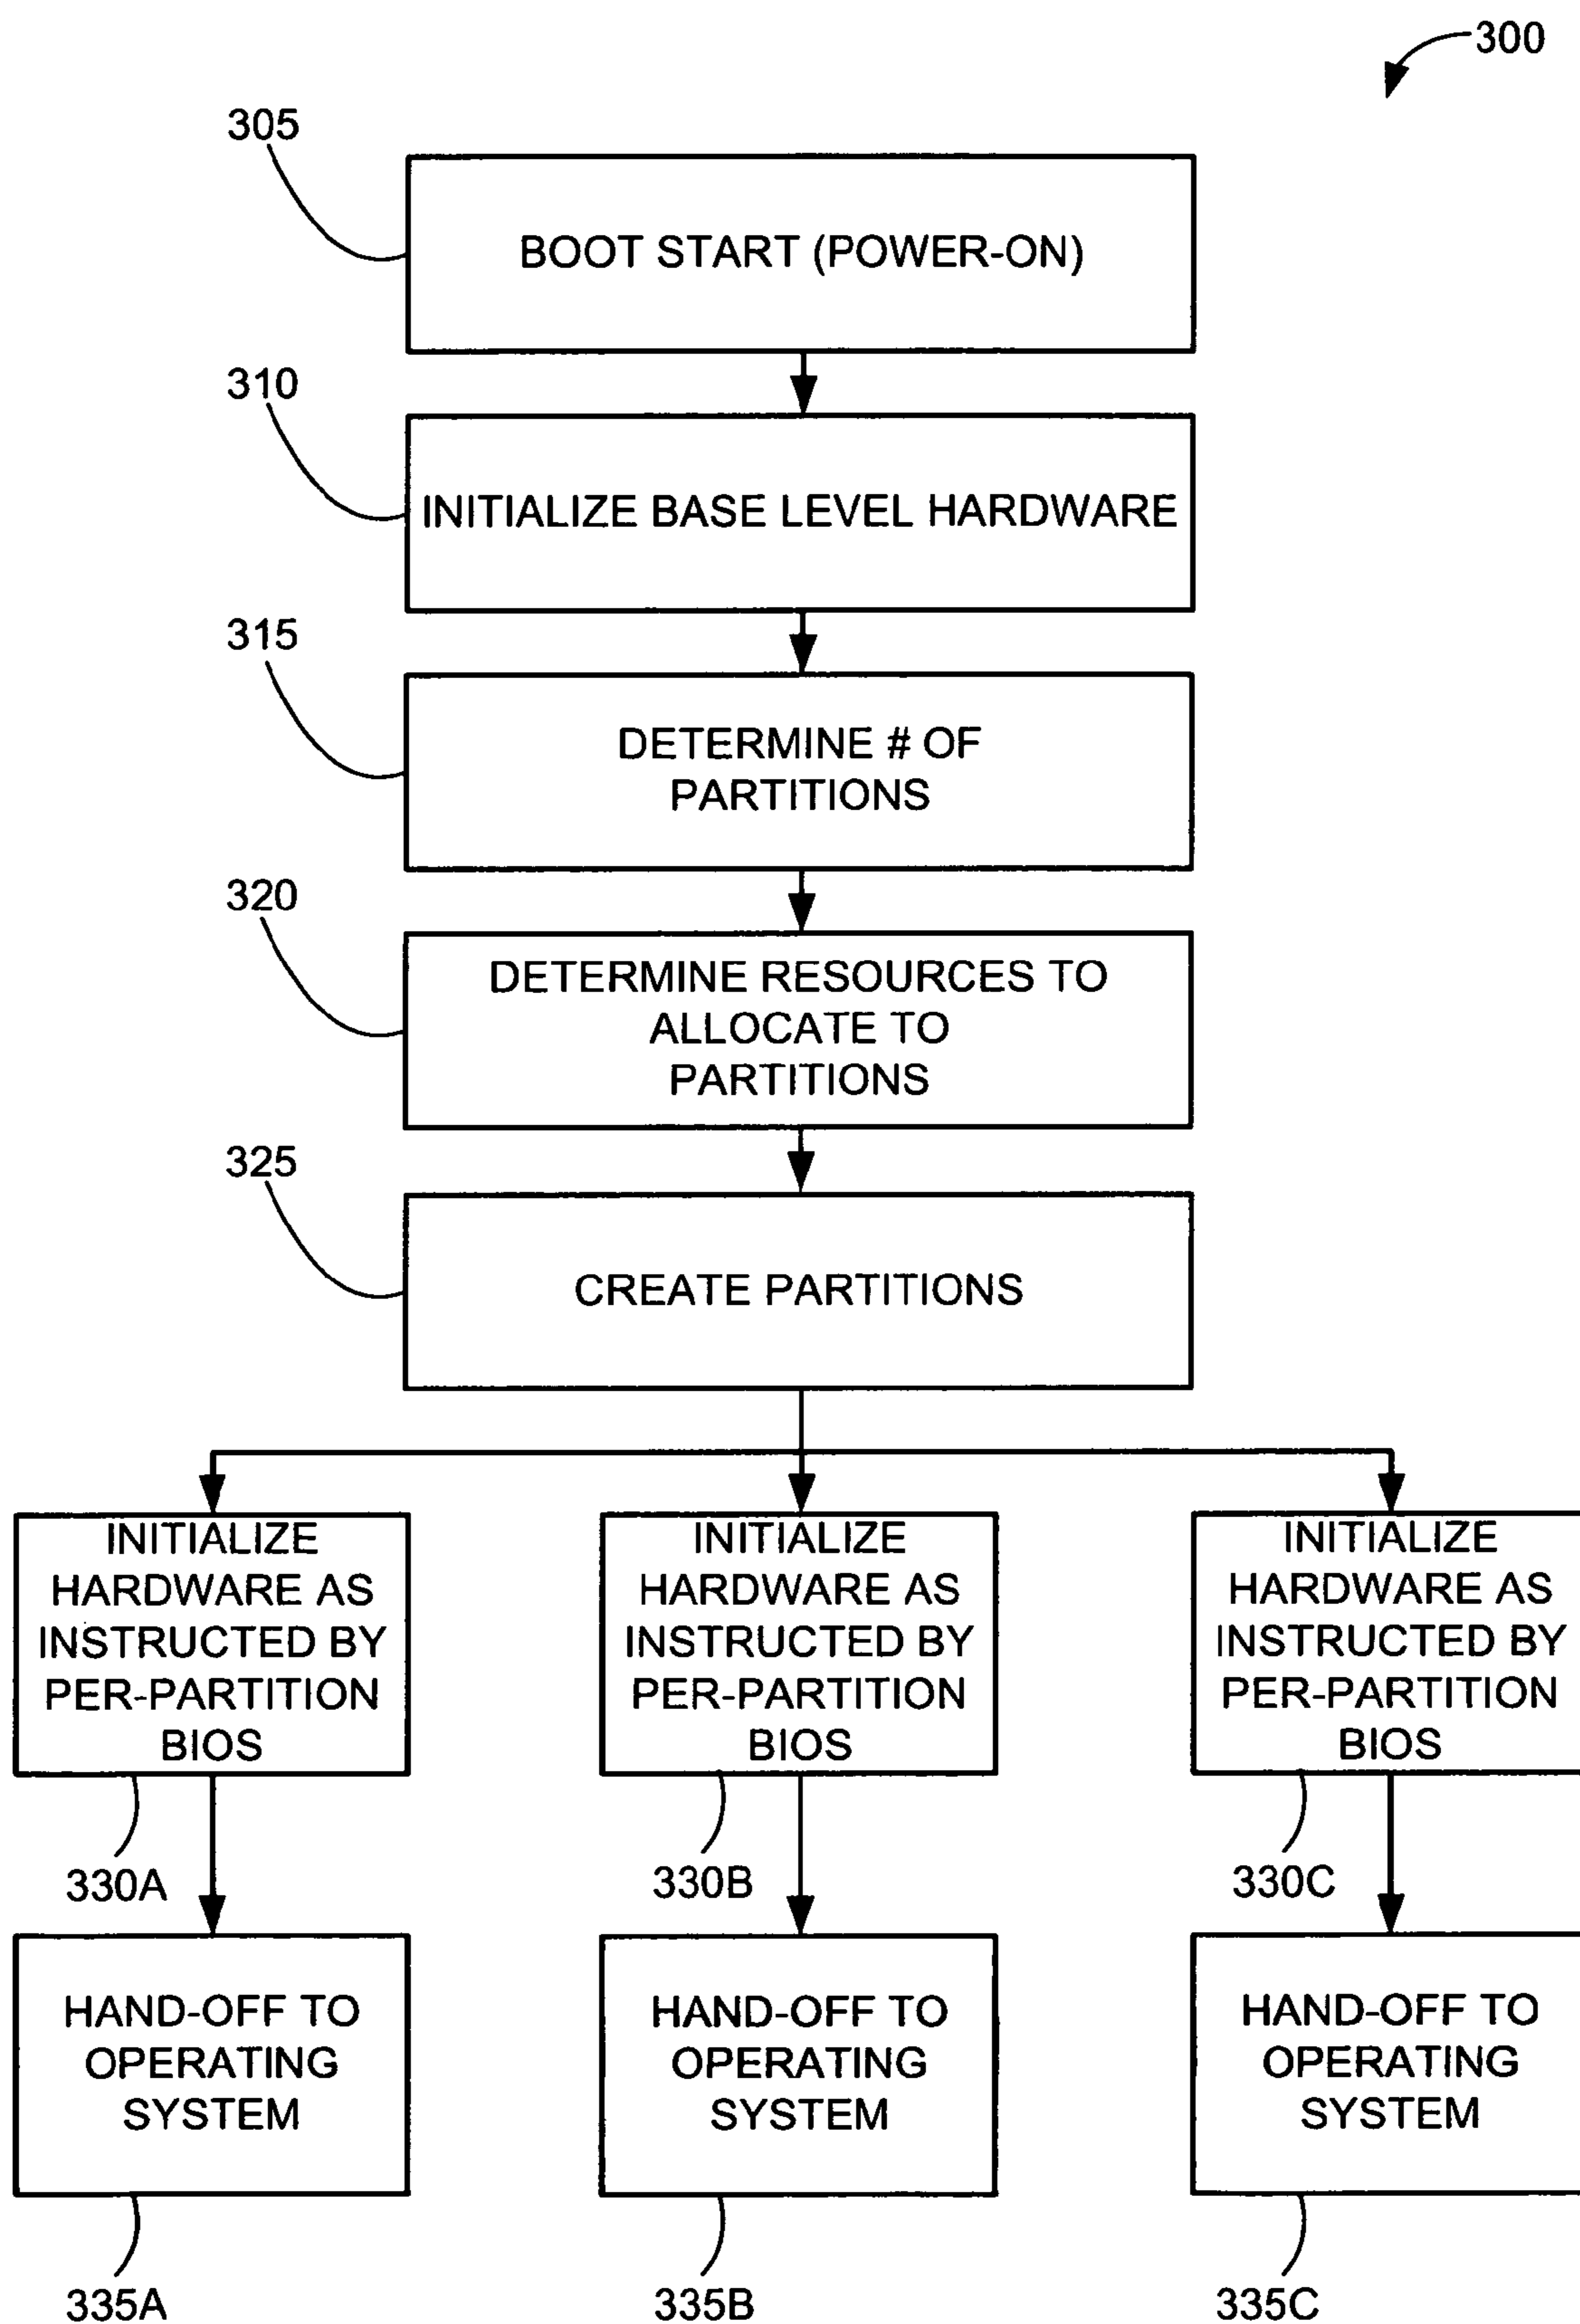 300
305
BOOT START (POWER-ON)
310
INITIALIZE BASE LEVEL HARDWARE
315
DETERMINE # OF
PARTITIONS
320
DETERMINE RESOURCES TO
ALLOCATE TO
PARTITIONS
325
CREATE PARTITIONS
INITIALIZE
HARDWARE AS
INSTRUCTED BY
PER-PARTITION
BIOS
330A
INITIALIZE
HARDWARE AS
INSTRUCTED BY
PER-PARTITION
BIOS
330B
INITIALIZE
HARDWARE AS
INSTRUCTED BY
PER-PARTITION
BIOS
330C
HAND-OFF TO
OPERATING
SYSTEM
335A
HAND-OFF TO
OPERATING
SYSTEM
335B
HAND-OFF TO
OPERATING
SYSTEM
335C